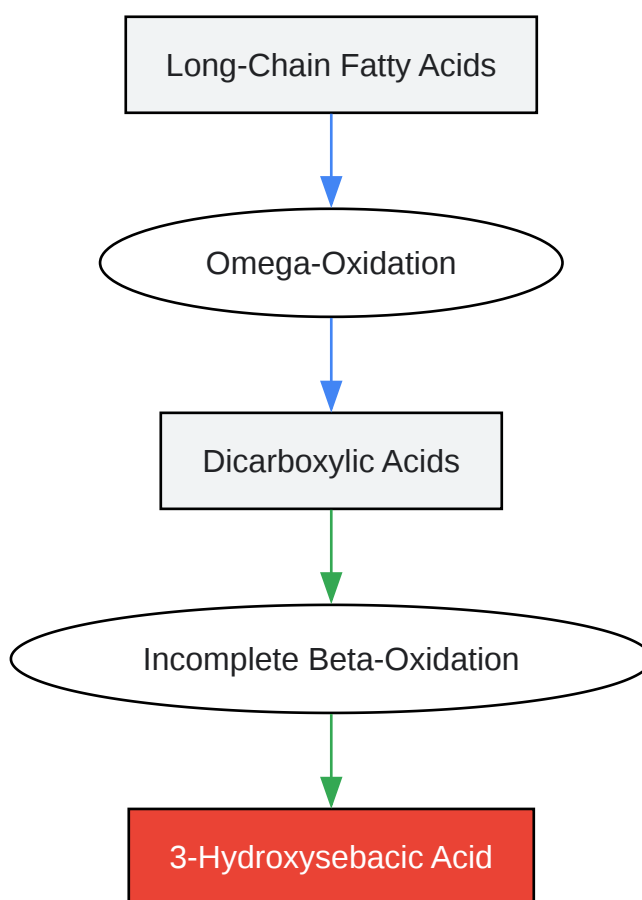 Long-Chain Fatty Acids
Omega-Oxidation
Dicarboxylic Acids
Incomplete Beta-Oxidation
3-Hydroxysebacic Acid